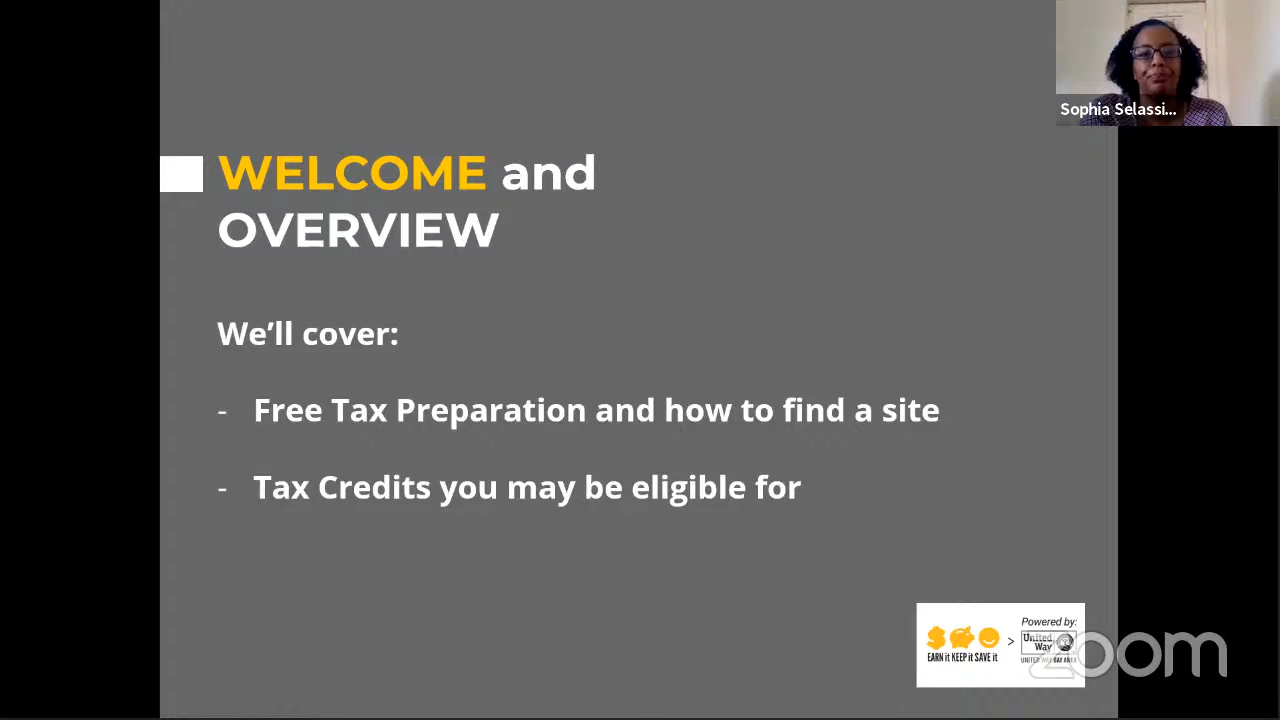 Sophia Selassi...
WELCOME and
OVERVIEW
We'll cover:
- Free Tax Preparation and how to find a site
- Tax Credits you may be eligible for
Powered by:
United
Way
EARN it KEEP it SAVE it
>
UNITED WAY BAY AREA
zoom